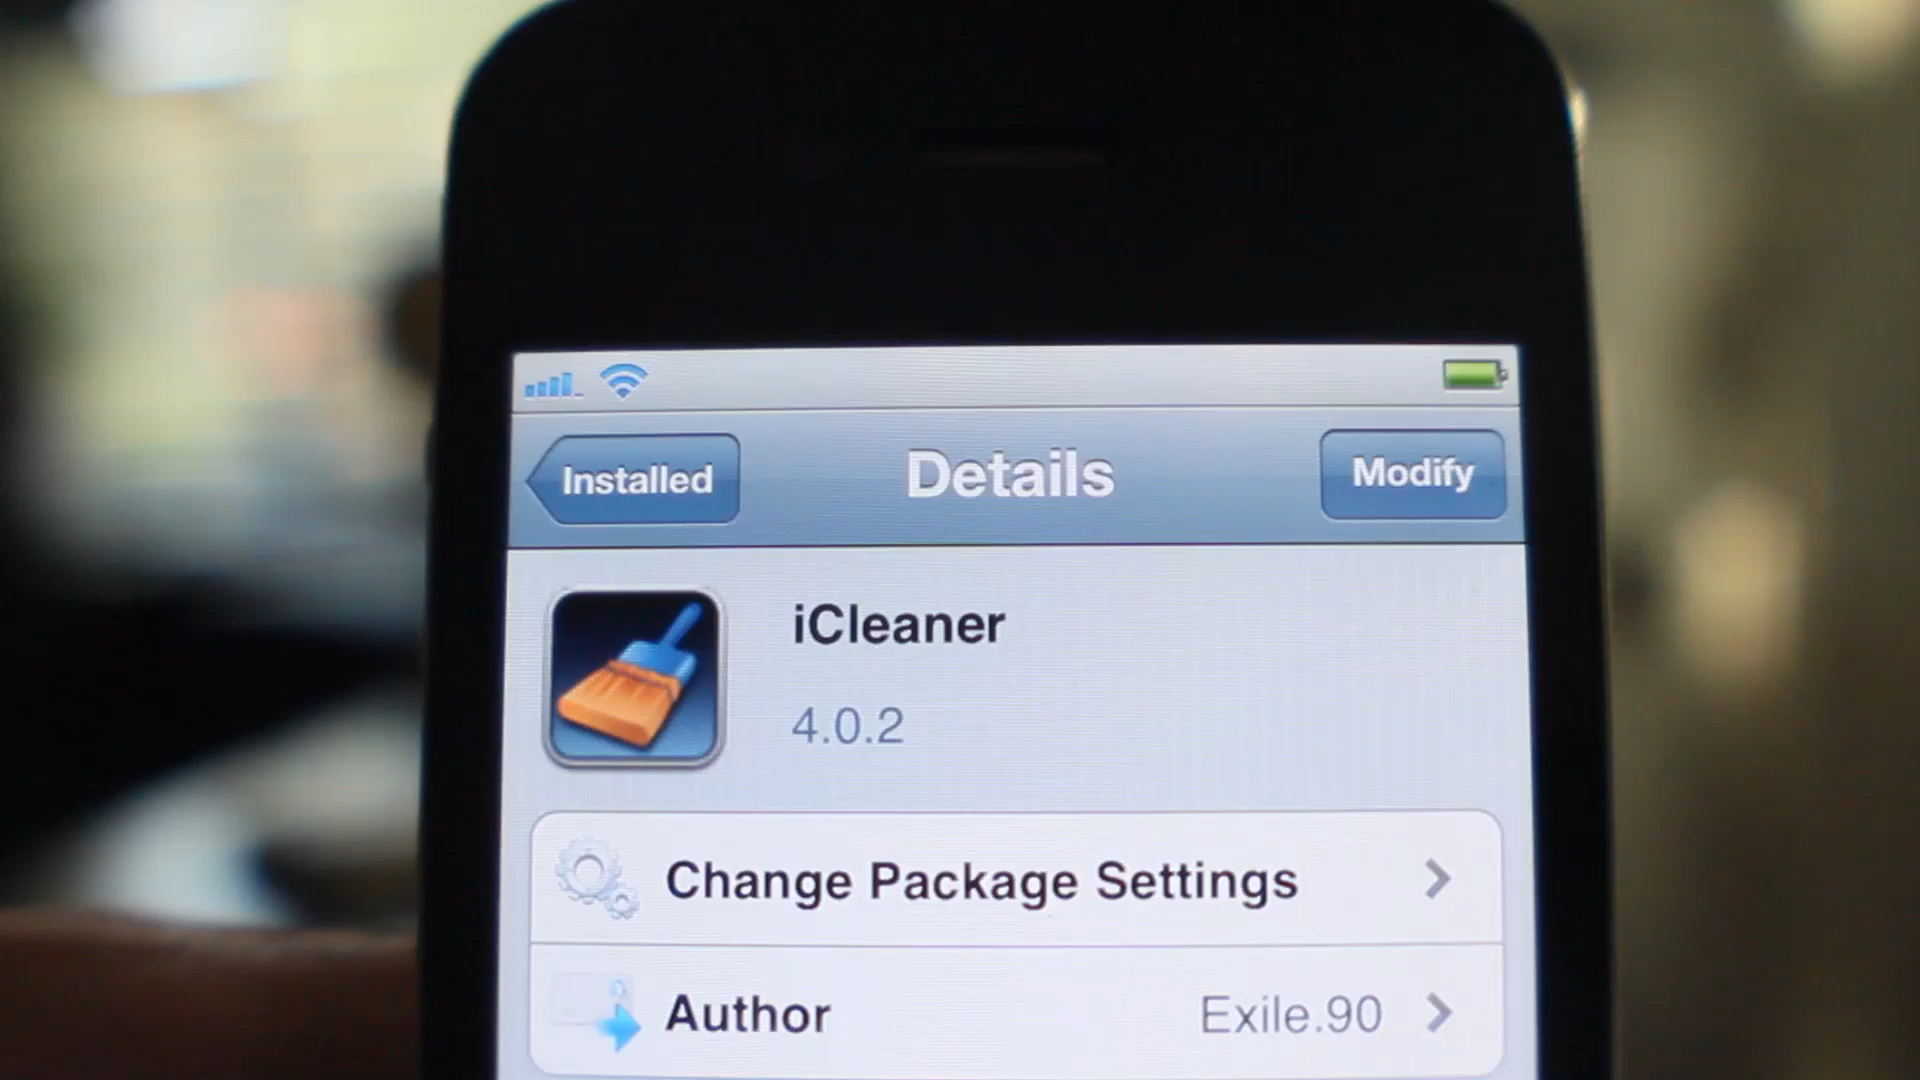 Installed
Details
Modify
iCleaner
4.0.2
Change Package Settings
Author
Exile.90